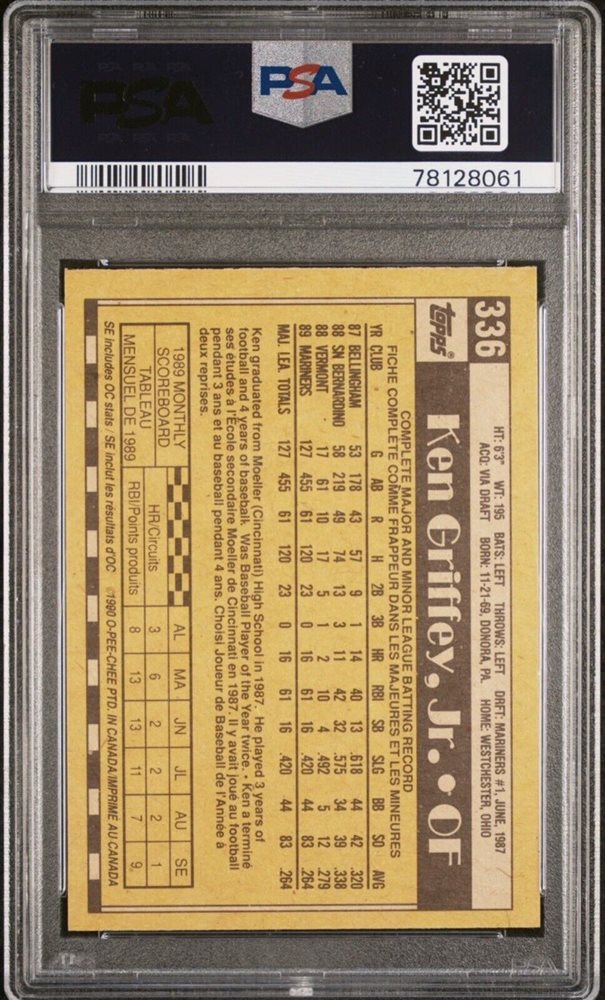 PSA
PSA
78128061
336
HT: 6'3" WT: 195 BATS: LEFT THROWS: LEFT DRFT: MARINERS #1, JUNE, 1987
ACQ: VIA DRAFT BORN: 11-21-69, DONORA, PA. HOME: WESTCHESTER, OHIO
topps®
Ken Griffey, Jr. • OF
COMPLETE MAJOR AND MINOR LEAGUE BATTING RECORD
FICHE COMPLETE COMME FRAPPEUR DANS LES MAJEURES ET LES MINEURES
YR CLUB G AB R H 2B 3B HR RBI SB SLG BB SO AVG
87 BELLINGHAM 53 178 43 57 9 1 14 40 13 .618 44 42 .320
88 SN BERNARDINO 58 219 49 74 13 3 11 42 32 .575 34 39 .338
88 VERMONT 17 61 10 17 5 1 2 10 4 .492 5 12 .279
89 MARINERS 127 455 61 120 23 0 16 61 16 .420 44 83 .264
MAJ. LEA. TOTALS 127 455 61 120 23 0 16 61 16 .420 44 83 .264
Ken graduated from Moeller (Cincinnati) High School in 1987. He played 3 years of
football and 4 years of baseball. Was Baseball Player of the Year twice. • Ken a terminé
ses études à l'École secondaire Moeller de Cincinnati en 1987. Il y avait joué au football
pendant 3 ans et au baseball pendant 4 ans. Choisi Joueur de Baseball de l'Année à
deux reprises.
1989 MONTHLY
SCOREBOARD
TABLEAU
MENSUEL DE 1989
AL MA JN JL AU SE
HR/Circuits 3 6 2 2 2 1
RBI/Points produits 8 13 13 11 7 9
SE includes OC stats / SE inclut les résultats d'OC ©1990 O-PEE-CHEE PTD. IN CANADA/IMPRIMÉ AU CANADA